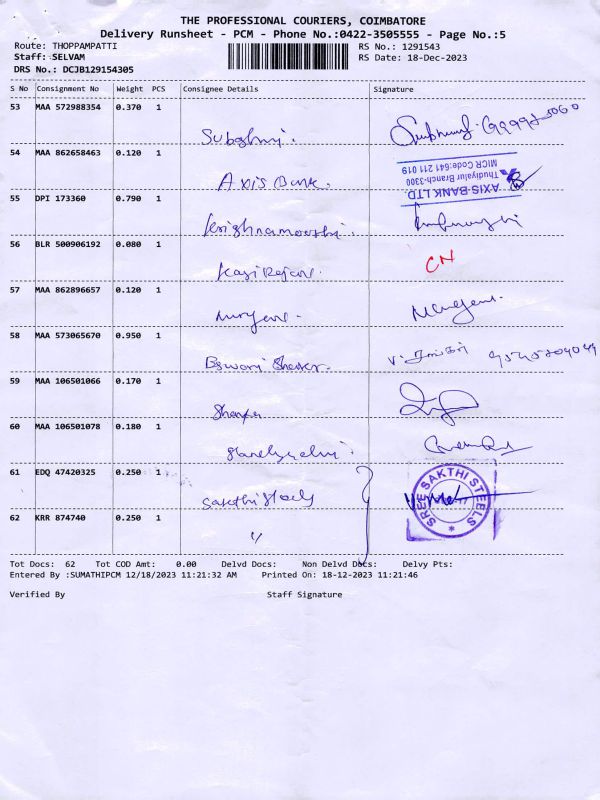 THE PROFESSIONAL COURIERS, COIMBATORE
Delivery Runsheet - PCM - Phone No.:0422-3505555 - Page No.:5
Route: THOPPAMPATTI
RS No.: 1291543
Staff: SELVAM
RS Date: 18-Dec-2023
DRS No.: DCJB129154305
S No Consignment No Weight PCS Consignee Details Signature
53 MAA 572988354 0.370 1
54 MAA 862658463 0.120 1
Axis Bank.
AXIS BANK LTD.
Thudiyalur Branch-3300
MICR Code:641 211 019
55 DPI 173360 0.790 1
Krishnamoorthi.
56 BLR 500906192 0.080 1
CN
57 MAA 862896657 0.120 1
58 MAA 573065670 0.950 1
59 MAA 106501066 0.170 1
60 MAA 106501078 0.180 1
61 EDQ 47420325 0.250 1
Sakthi Steels
SREE SAKTHI STEELS
62 KRR 874740 0.250 1
Tot Docs: 62 Tot COD Amt: 0.00 Delvd Docs: Non Delvd Docs: Delvy Pts:
Entered By :SUMATHIPCM 12/18/2023 11:21:32 AM Printed On: 18-12-2023 11:21:46
Verified By Staff Signature